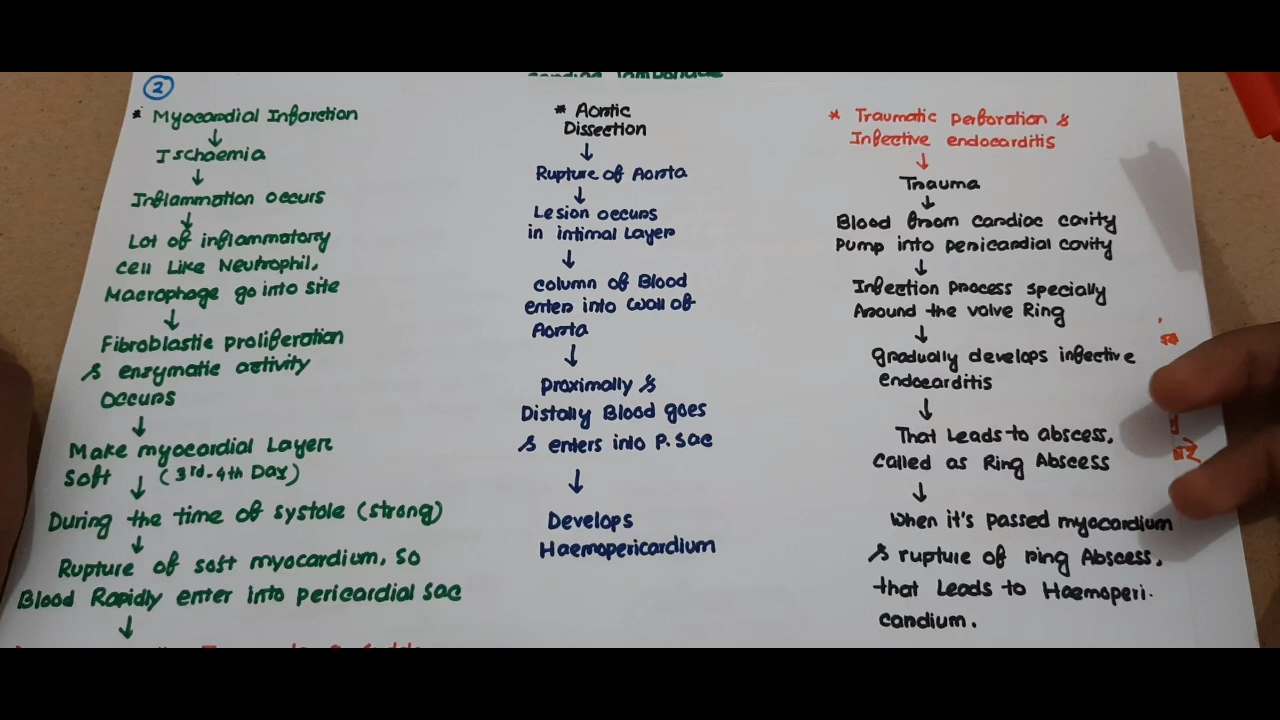 ②
* Myocardial Infarction
↓
Ischaemia
↓
Inflammation occurs
↓
Lot of inflammatory
cell Like Neutrophil,
Macrophage go into site
↓
Fibroblastic proliferation
& enzymatic activity
occurs
↓
Make myocardial Layer
soft (3rd-4th Day)
↓
During the time of systole (strong)
↓
Rupture of soft myocardium, so
Blood Rapidly enter into pericardial sac
↓
* Aortic
Dissection
↓
Rupture of Aorta
↓
Lesion occurs
in intimal Layer
↓
column of Blood
enter into wall of
Aorta
↓
Proximally &
Distally Blood goes
& enters into P. sac
↓
Develops
Haemopericardium
* Traumatic perforation &
Infective endocarditis
↓
Trauma
↓
Blood from cardiac cavity
Pump into pericardial cavity
↓
Infection process specially
Around the valve Ring
↓
gradually develops infective
endocarditis
↓
That Leads to abscess,
called as Ring Abscess
↓
When it's passed myocardium
& rupture of ring Abscess,
that Leads to Haemoperi-
cardium.